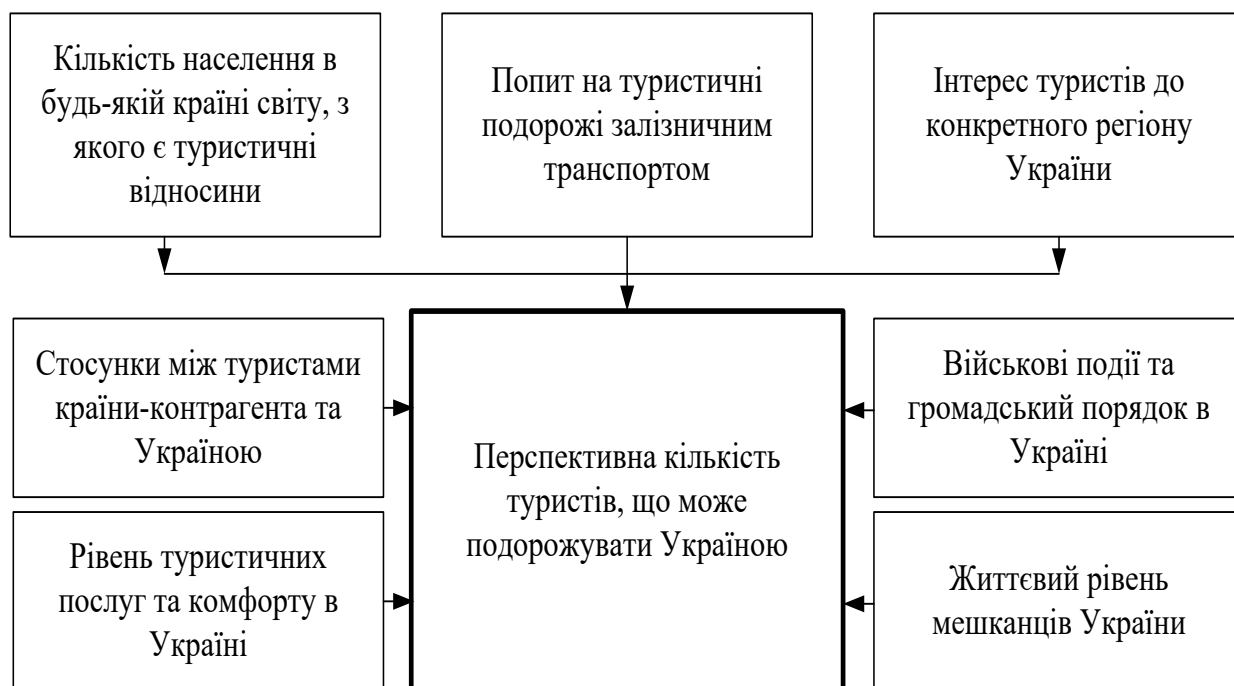 Кількість населення в
будь-якій країні світу, з
якого є туристичні
відносини
Попит на туристичні
подорожі залізничним
транспортом
Інтерес туристів до
конкретного регіону
України
Стосунки між туристами
країни-контрагента та
Україною
Рівень туристичних
послуг та комфорту в
Україні
Перспективна кількість
туристів, що може
подорожувати Україною
Військові події та
громадський порядок в
Україні
Життєвий рівень
мешканців України